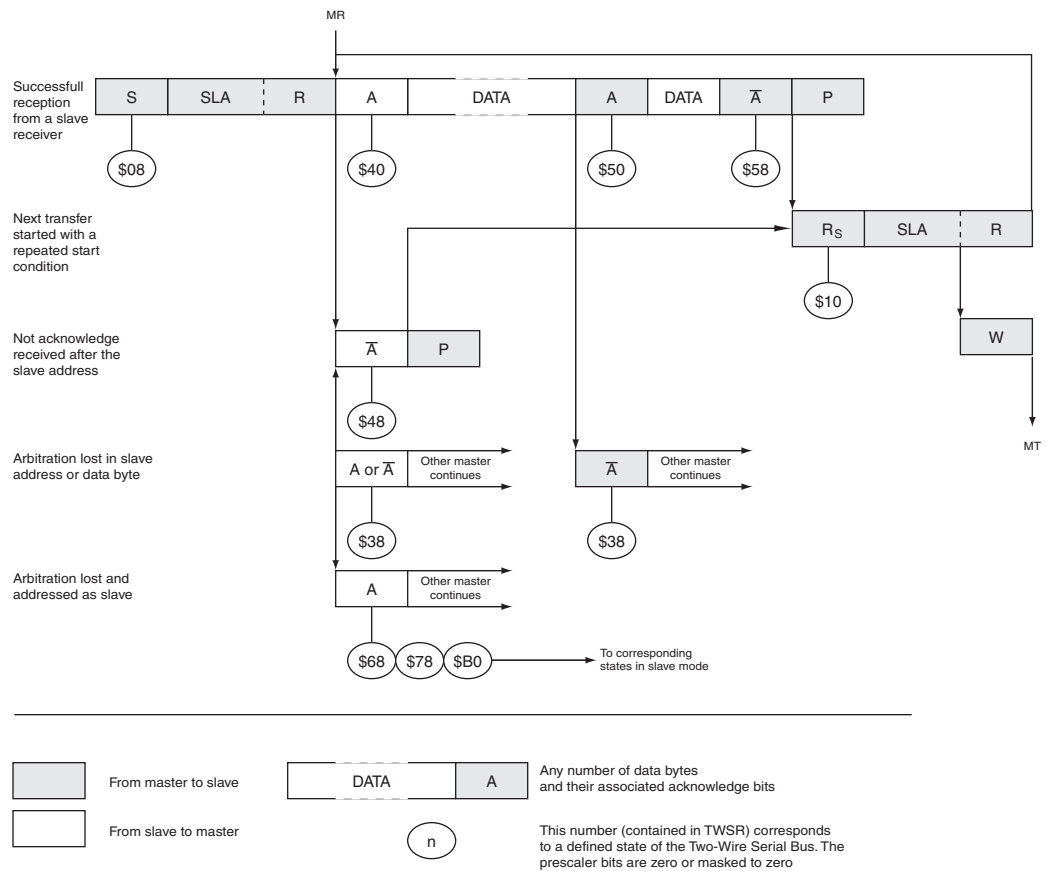 MR
Successfull
reception
from a slave
receiver
S SLA R A DATA A DATA A̅ P
$08 $40 $50 $58
Next transfer
started with a
repeated start
condition
RS SLA R
$10
Not acknowledge
received after the
slave address
A̅ P
W
$48
MT
Arbitration lost in slave
address or data byte
A or A̅
Other master
continues
A̅
Other master
continues
$38 $38
Arbitration lost and
addressed as slave
A
Other master
continues
$68 $78 $B0
To corresponding
states in slave mode
From master to slave
DATA A
Any number of data bytes
and their associated acknowledge bits
From slave to master
n
This number (contained in TWSR) corresponds
to a defined state of the Two-Wire Serial Bus. The
prescaler bits are zero or masked to zero